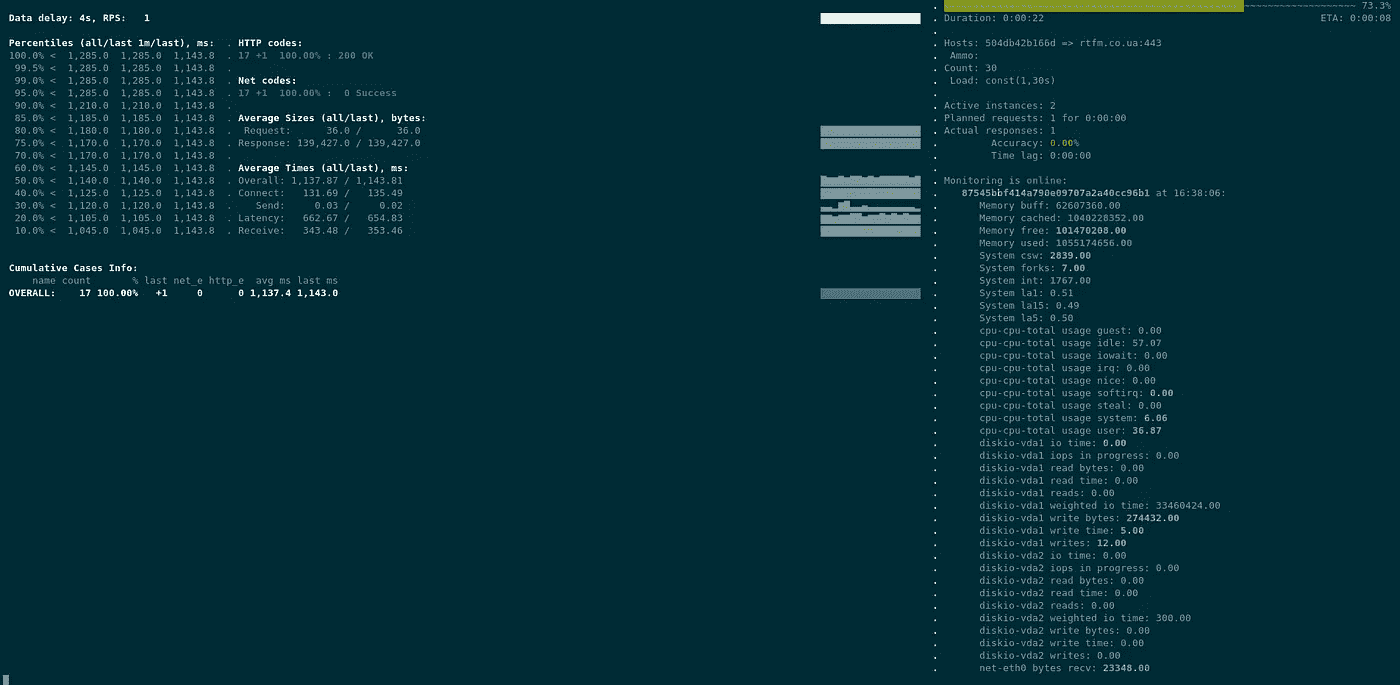 Data delay: 4s, RPS: 1
Percentiles (all/last 1m/last), ms:
100.0% < 1,285.0 1,285.0 1,143.8
99.5% < 1,285.0 1,285.0 1,143.8
99.0% < 1,285.0 1,285.0 1,143.8
95.0% < 1,285.0 1,285.0 1,143.8
90.0% < 1,210.0 1,210.0 1,143.8
85.0% < 1,185.0 1,185.0 1,143.8
80.0% < 1,180.0 1,180.0 1,143.8
75.0% < 1,170.0 1,170.0 1,143.8
70.0% < 1,170.0 1,170.0 1,143.8
60.0% < 1,145.0 1,145.0 1,143.8
50.0% < 1,140.0 1,140.0 1,143.8
40.0% < 1,125.0 1,125.0 1,143.8
30.0% < 1,120.0 1,120.0 1,143.8
20.0% < 1,105.0 1,105.0 1,143.8
10.0% < 1,045.0 1,045.0 1,143.8
. HTTP codes:
. 17 +1 100.00% : 200 OK
.
. Net codes:
. 17 +1 100.00% : 0 Success
.
. Average Sizes (all/last), bytes:
. Request: 36.0 / 36.0
. Response: 139,427.0 / 139,427.0
.
. Average Times (all/last), ms:
. Overall: 1,137.87 / 1,143.81
. Connect: 131.69 / 135.49
. Send: 0.03 / 0.02
. Latency: 662.67 / 654.83
. Receive: 343.48 / 353.46
Cumulative Cases Info:
name count % last net_e http_e avg ms last ms
OVERALL: 17 100.00% +1 0 0 1,137.4 1,143.0
73.3%
Duration: 0:00:22 ETA: 0:00:08
Hosts: 504db42b166d => rtfm.co.ua:443
Ammo:
Count: 30
Load: const(1,30s)
Active instances: 2
Planned requests: 1 for 0:00:00
Actual responses: 1
Accuracy: 0.00%
Time lag: 0:00:00
Monitoring is online:
87545bbf414a790e09707a2a40cc96b1 at 16:38:06:
Memory buff: 62607360.00
Memory cached: 1040228352.00
Memory free: 101470208.00
Memory used: 1055174656.00
System csw: 2839.00
System forks: 7.00
System int: 1767.00
System la1: 0.51
System la15: 0.49
System la5: 0.50
cpu-cpu-total usage guest: 0.00
cpu-cpu-total usage idle: 57.07
cpu-cpu-total usage iowait: 0.00
cpu-cpu-total usage irq: 0.00
cpu-cpu-total usage nice: 0.00
cpu-cpu-total usage softirq: 0.00
cpu-cpu-total usage steal: 0.00
cpu-cpu-total usage system: 6.06
cpu-cpu-total usage user: 36.87
diskio-vda1 io time: 0.00
diskio-vda1 iops in progress: 0.00
diskio-vda1 read bytes: 0.00
diskio-vda1 read time: 0.00
diskio-vda1 reads: 0.00
diskio-vda1 weighted io time: 33460424.00
diskio-vda1 write bytes: 274432.00
diskio-vda1 write time: 5.00
diskio-vda1 writes: 12.00
diskio-vda2 io time: 0.00
diskio-vda2 iops in progress: 0.00
diskio-vda2 read bytes: 0.00
diskio-vda2 read time: 0.00
diskio-vda2 reads: 0.00
diskio-vda2 weighted io time: 300.00
diskio-vda2 write bytes: 0.00
diskio-vda2 write time: 0.00
diskio-vda2 writes: 0.00
net-eth0 bytes recv: 23348.00